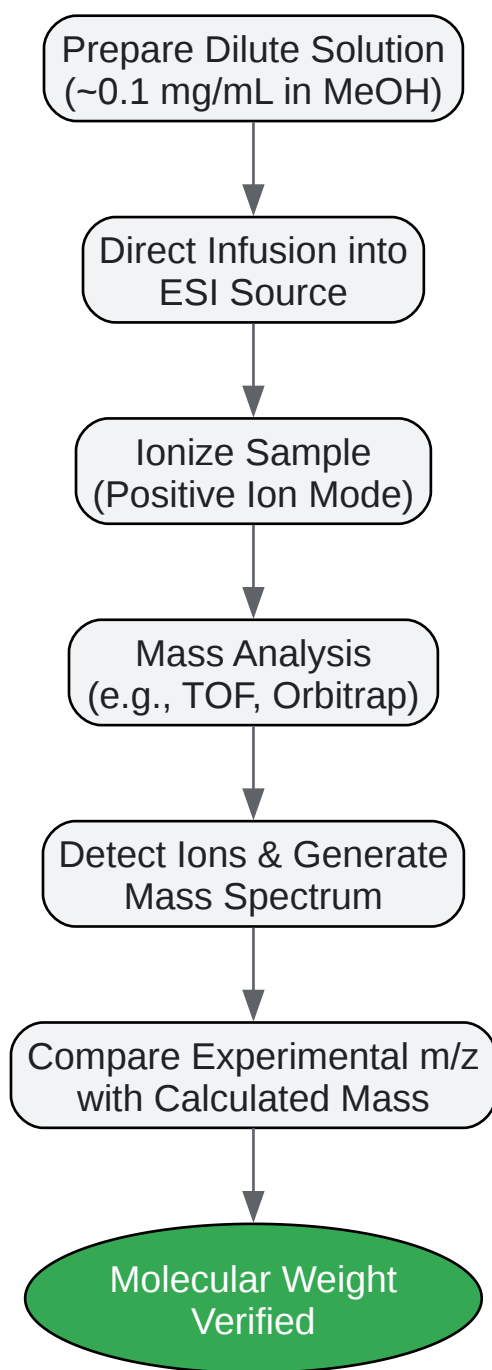 Prepare Dilute Solution
(~0.1 mg/mL in MeOH)
Direct Infusion into
ESI Source
Ionize Sample
(Positive Ion Mode)
Mass Analysis
(e.g., TOF, Orbitrap)
Detect Ions & Generate
Mass Spectrum
Compare Experimental m/z
with Calculated Mass
Molecular Weight
Verified